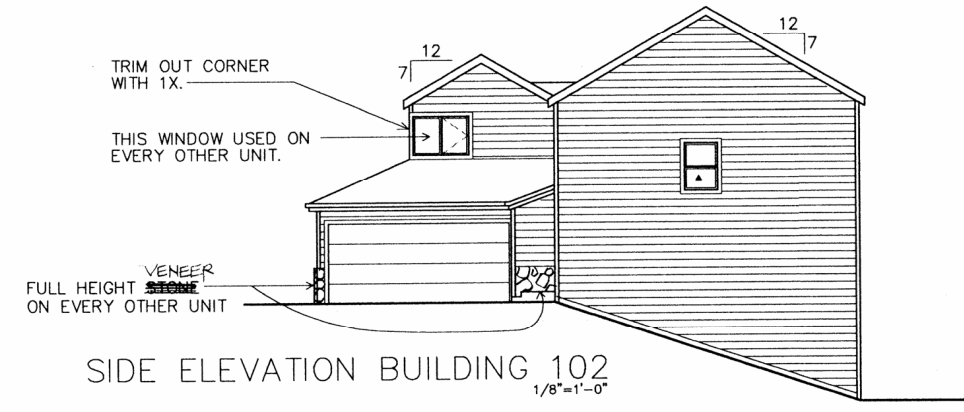 12
7
TRIM OUT CORNER
WITH 1X.
THIS WINDOW USED ON
EVERY OTHER UNIT.
12
7
VENEER
FULL HEIGHT STONE
ON EVERY OTHER UNIT
SIDE ELEVATION BUILDING 102
1/8"=1'-0"